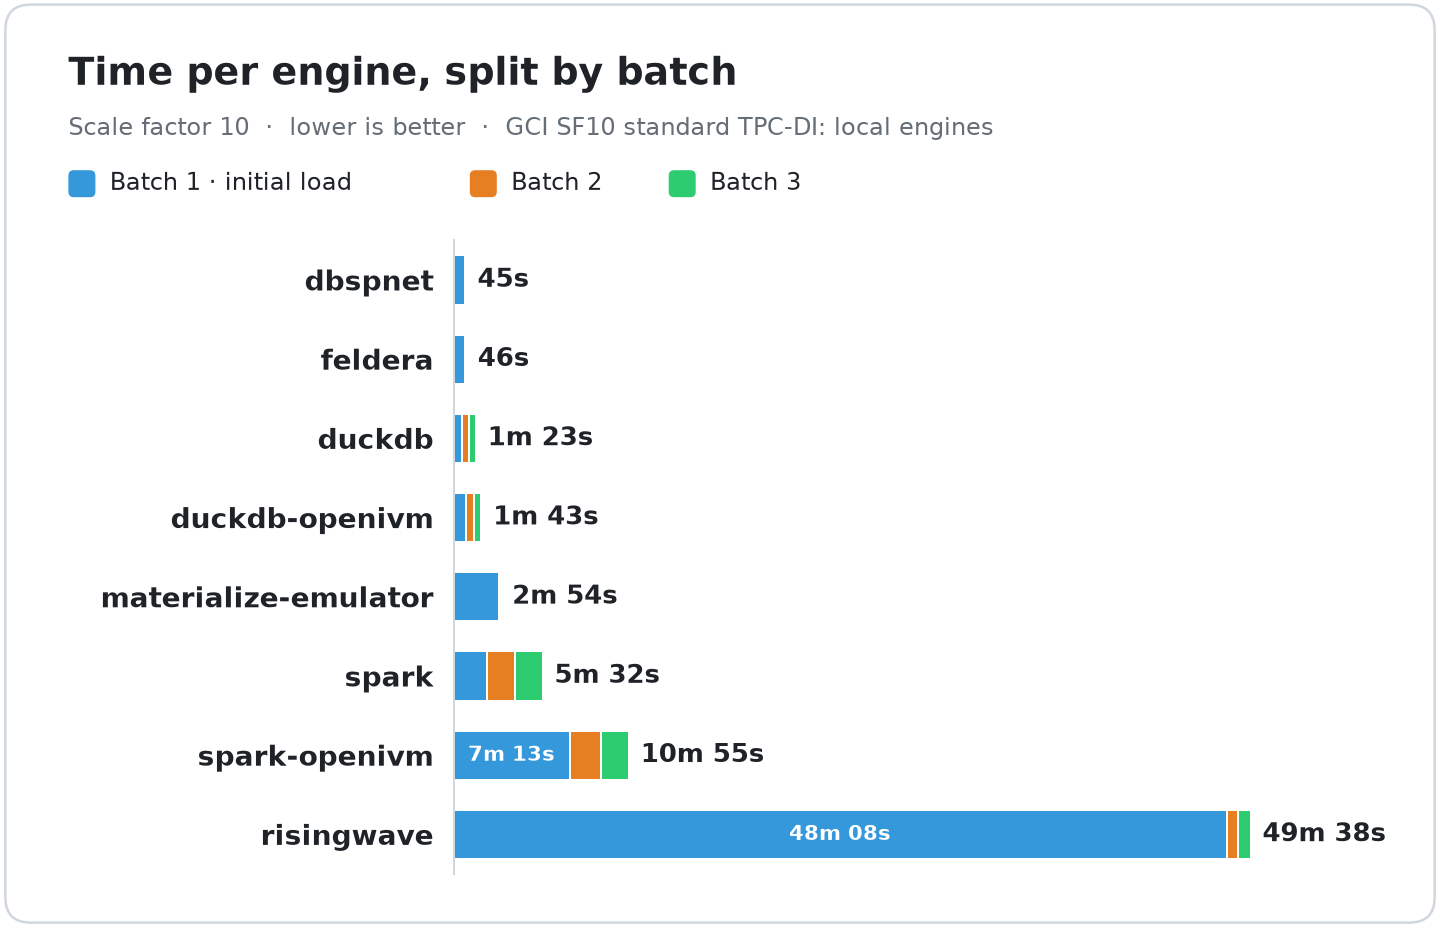 Time per engine, split by batch
Scale factor 10 · lower is better · GCI SF10 standard TPC-DI: local engines
Batch 1 · initial load Batch 2 Batch 3
dbspnet 45s
feldera 46s
duckdb 1m 23s
duckdb-openivm 1m 43s
materialize-emulator 2m 54s
spark 5m 32s
spark-openivm 7m 13s 10m 55s
risingwave 48m 08s 49m 38s